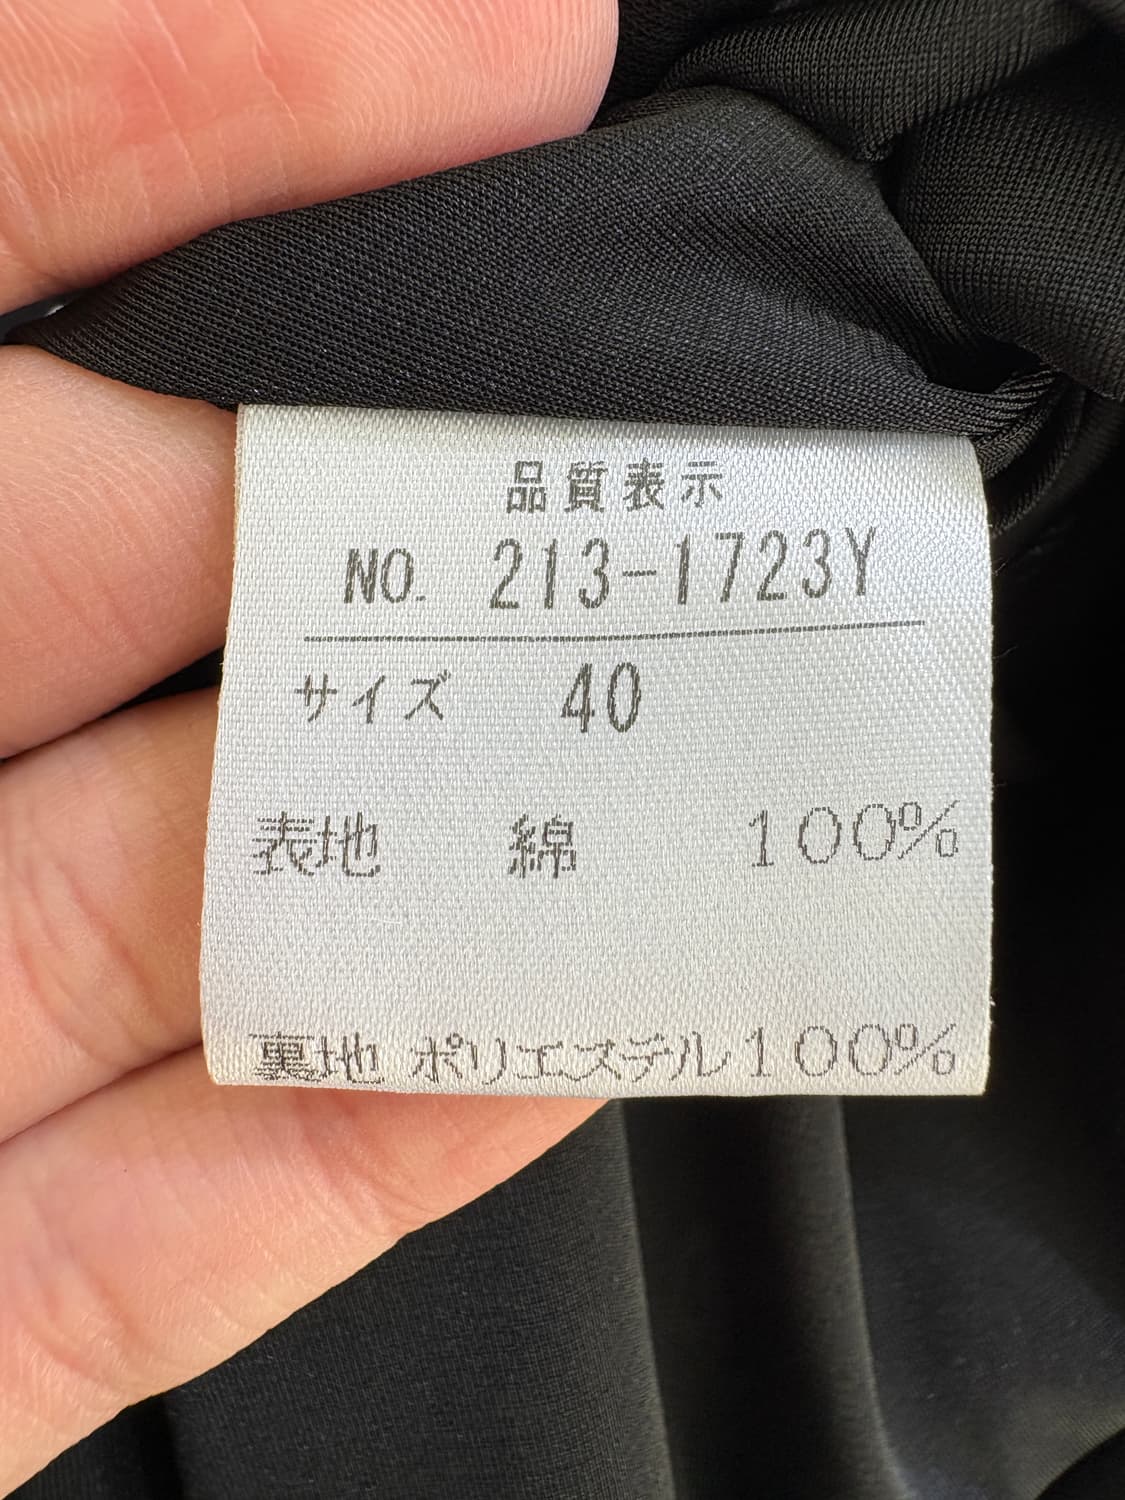 品質表示
NO. 213-1723Y
サイズ 40
表地 綿 100%
裏地 ポリエステル100%